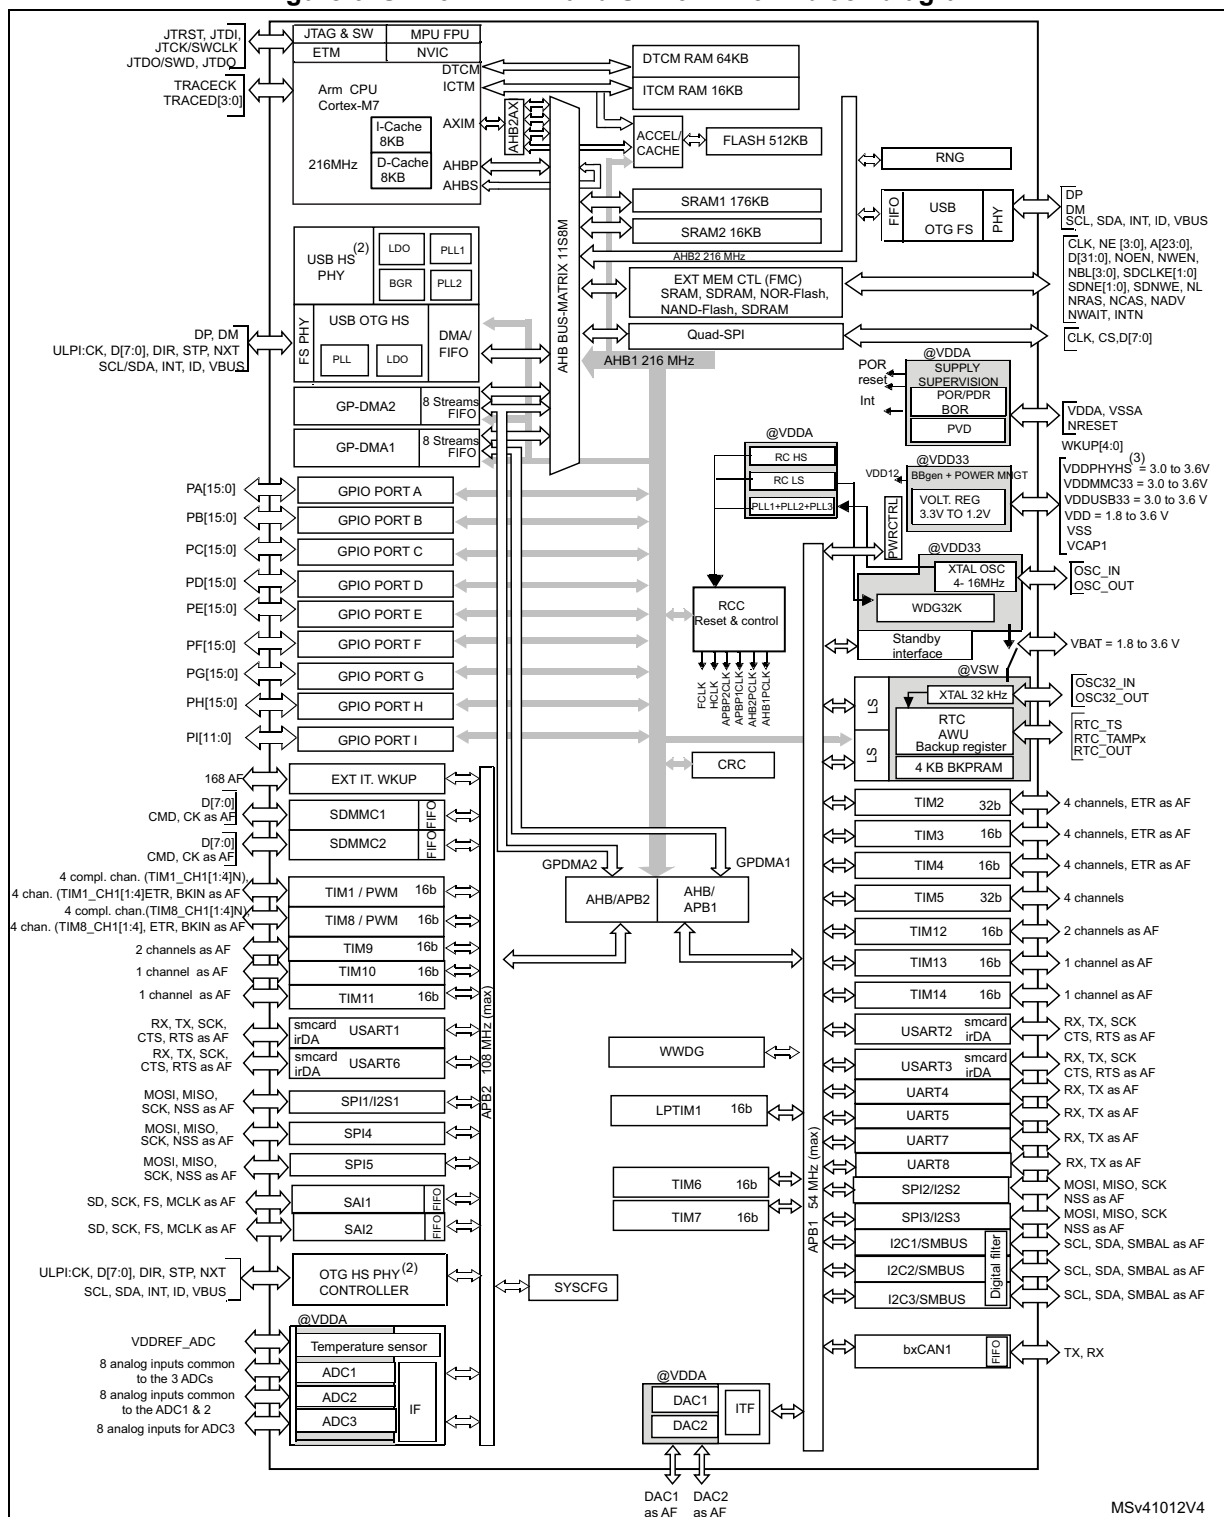 JTRST, JTDI,
JTCK/SWCLK
JTDO/SWD, JTDO
TRACECK
TRACED[3:0]
JTAG & SW
MPU FPU
ETM
NVIC
DTCM
ICTM
Arm CPU
Cortex-M7
AXIM
I-Cache
8KB
216MHz
D-Cache
8KB
AHBP
AHBS
AHB2AX
AHB BUS-MATRIX 11S8M
DTCM RAM 64KB
ITCM RAM 16KB
ACCEL/
CACHE
FLASH 512KB
SRAM1 176KB
SRAM2 16KB
AHB2 216 MHz
EXT MEM CTL (FMC)
SRAM, SDRAM, NOR-Flash,
NAND-Flash, SDRAM
Quad-SPI
AHB1 216 MHz
RNG
FIFO
USB
OTG FS
PHY
DP
DM
SCL, SDA, INT, ID, VBUS
CLK, NE [3:0], A[23:0],
D[31:0], NOEN, NWEN,
NBL[3:0], SDCLKE[1:0]
SDNE[1:0], SDNWE, NL
NRAS, NCAS, NADV
NWAIT, INTN
CLK, CS,D[7:0]
USB HS (2)
PHY
LDO
PLL1
BGR
PLL2
FS PHY
USB OTG HS
PLL
LDO
DMA/
FIFO
DP, DM
ULPI:CK, D[7:0], DIR, STP, NXT
SCL/SDA, INT, ID, VBUS
GP-DMA2
8 Streams
FIFO
GP-DMA1
8 Streams
FIFO
@VDDA
POR
reset
Int
SUPPLY
SUPERVISION
POR/PDR
BOR
PVD
VDDA, VSSA
NRESET
WKUP[4:0]
@VDDA
RC HS
RC LS
PLL1+PLL2+PLL3
@VDD33
VDD12
BBgen + POWER MNGT
VOLT. REG
3.3V TO 1.2V
PWRCTRL
VDDPHYHS (3) = 3.0 to 3.6V
VDDMMC33 = 3.0 to 3.6V
VDDUSB33 = 3.0 to 3.6 V
VDD = 1.8 to 3.6 V
VSS
VCAP1
@VDD33
XTAL OSC
4- 16MHz
WDG32K
OSC_IN
OSC_OUT
Standby
interface
VBAT = 1.8 to 3.6 V
@VSW
LS
LS
XTAL 32 kHz
RTC
AWU
Backup register
4 KB BKPRAM
OSC32_IN
OSC32_OUT
RTC_TS
RTC_TAMPx
RTC_OUT
RCC
Reset & control
FCLK
HCLK
APBP2CLK
APBP1CLK
AHB2PCLK
AHB1PCLK
CRC
PA[15:0]
GPIO PORT A
PB[15:0]
GPIO PORT B
PC[15:0]
GPIO PORT C
PD[15:0]
GPIO PORT D
PE[15:0]
GPIO PORT E
PF[15:0]
GPIO PORT F
PG[15:0]
GPIO PORT G
PH[15:0]
GPIO PORT H
PI[11:0]
GPIO PORT I
168 AF
EXT IT. WKUP
D[7:0]
CMD, CK as AF
SDMMC1
FIFO
D[7:0]
CMD, CK as AF
SDMMC2
FIFO
4 compl. chan. (TIM1_CH1[1:4]N),
4 chan. (TIM1_CH1[1:4]ETR, BKIN as AF
TIM1 / PWM 16b
4 compl. chan.(TIM8_CH1[1:4]N),
4 chan. (TIM8_CH1[1:4], ETR, BKIN as AF
TIM8 / PWM 16b
2 channels as AF
TIM9 16b
1 channel as AF
TIM10 16b
1 channel as AF
TIM11 16b
RX, TX, SCK,
CTS, RTS as AF
smcard
irDA
USART1
RX, TX, SCK,
CTS, RTS as AF
smcard
irDA
USART6
MOSI, MISO,
SCK, NSS as AF
SPI1/I2S1
MOSI, MISO,
SCK, NSS as AF
SPI4
MOSI, MISO,
SCK, NSS as AF
SPI5
SD, SCK, FS, MCLK as AF
SAI1
FIFO
SD, SCK, FS, MCLK as AF
SAI2
FIFO
ULPI:CK, D[7:0], DIR, STP, NXT
SCL, SDA, INT, ID, VBUS
OTG HS PHY (2)
CONTROLLER
APB2 108 MHz (max)
SYSCFG
@VDDA
VDDREF_ADC
Temperature sensor
8 analog inputs common
to the 3 ADCs
ADC1
8 analog inputs common
to the ADC1 & 2
ADC2
8 analog inputs for ADC3
ADC3
IF
GPDMA2
GPDMA1
AHB/APB2
AHB/
APB1
WWDG
LPTIM1 16b
TIM6 16b
TIM7 16b
APB1 54 MHz (max)
@VDDA
DAC1
DAC2
ITF
DAC1
as AF
DAC2
as AF
TIM2 32b
4 channels, ETR as AF
TIM3 16b
4 channels, ETR as AF
TIM4 16b
4 channels, ETR as AF
TIM5 32b
4 channels
TIM12 16b
2 channels as AF
TIM13 16b
1 channel as AF
TIM14 16b
1 channel as AF
USART2
smcard
irDA
RX, TX, SCK
CTS, RTS as AF
USART3
smcard
irDA
RX, TX, SCK
CTS, RTS as AF
UART4
RX, TX as AF
UART5
RX, TX as AF
UART7
RX, TX as AF
UART8
RX, TX as AF
SPI2/I2S2
MOSI, MISO, SCK
NSS as AF
SPI3/I2S3
MOSI, MISO, SCK
NSS as AF
I2C1/SMBUS
SCL, SDA, SMBAL as AF
I2C2/SMBUS
SCL, SDA, SMBAL as AF
I2C3/SMBUS
SCL, SDA, SMBAL as AF
Digital filter
bxCAN1
FIFO
TX, RX
MSv41012V4